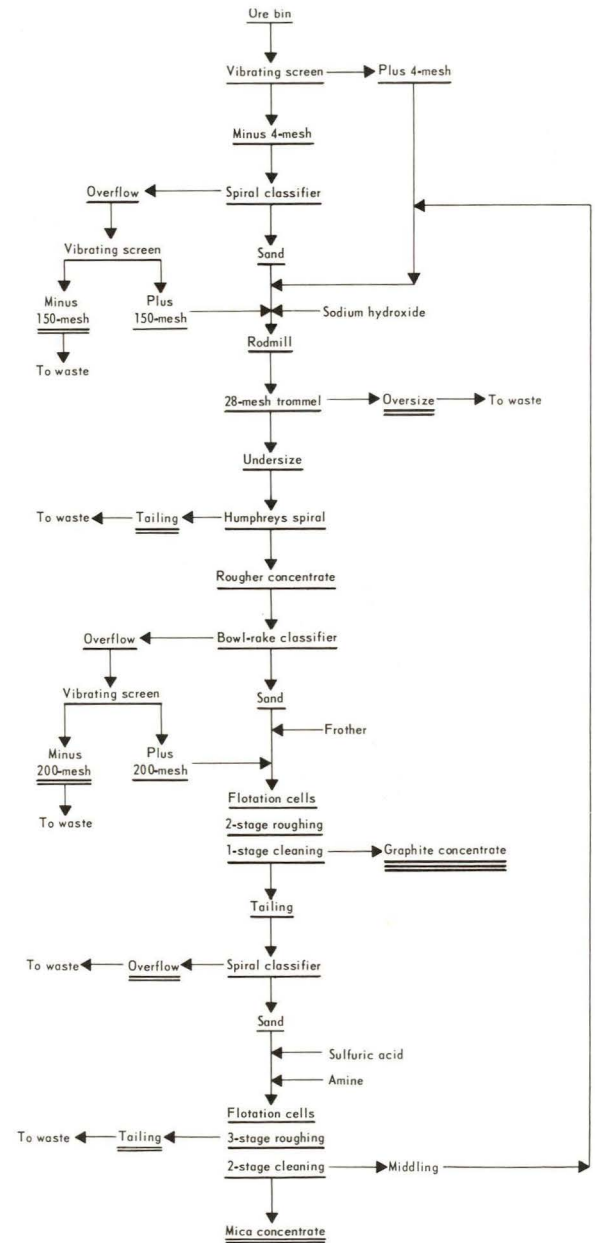 Ore bin
Vibrating screen
Plus 4-mesh
Minus 4-mesh
Overflow
Spiral classifier
Vibrating screen
Sand
Minus
150-mesh
Plus
150-mesh
Sodium hydroxide
To waste
Rodmill
28-mesh trommel
Oversize
To waste
Undersize
To waste
Tailing
Humphreys spiral
Rougher concentrate
Overflow
Bowl-rake classifier
Vibrating screen
Sand
Frother
Minus
200-mesh
Plus
200-mesh
To waste
Flotation cells
2-stage roughing
1-stage cleaning
Graphite concentrate
Tailing
To waste
Overflow
Spiral classifier
Sand
Sulfuric acid
Amine
Flotation cells
To waste
Tailing
3-stage roughing
2-stage cleaning
Middling
Mica concentrate